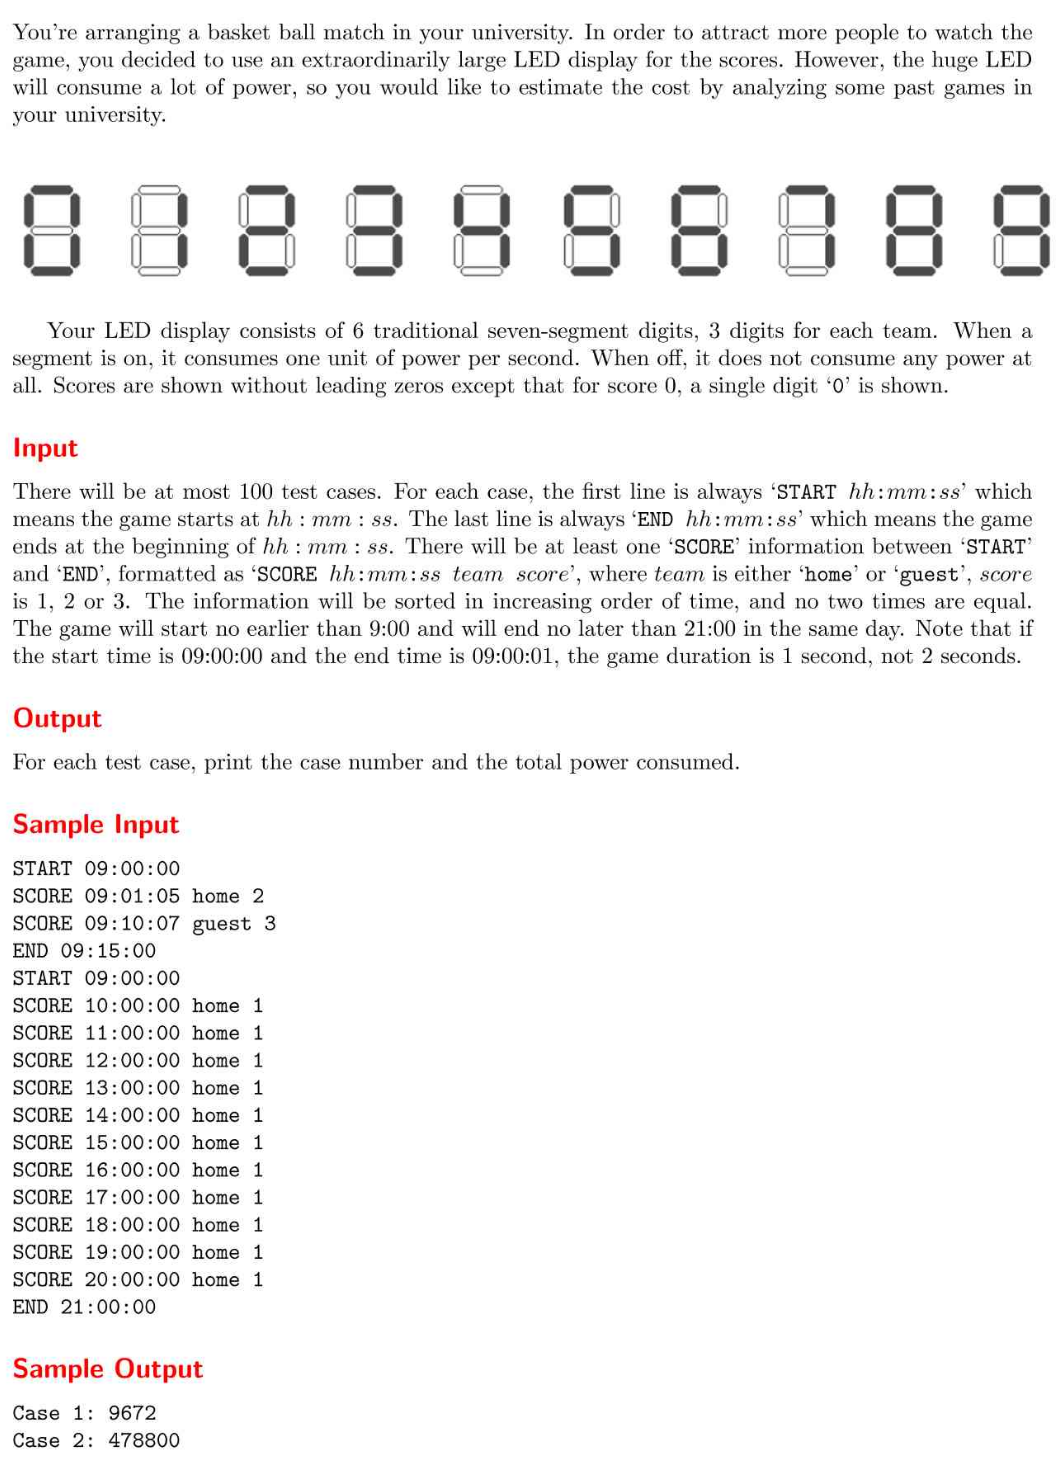 You’re arranging a basket ball match in your university. In order to attract more people to watch the
game, you decided to use an extraordinarily large LED display for the scores. However, the huge LED
will consume a lot of power, so you would like to estimate the cost by analyzing some past games in
your university.
0 1 2 3 4 5 6 7 8 9
Your LED display consists of 6 traditional seven-segment digits, 3 digits for each team. When a
segment is on, it consumes one unit of power per second. When off, it does not consume any power at
all. Scores are shown without leading zeros except that for score 0, a single digit ‘0’ is shown.
Input
There will be at most 100 test cases. For each case, the first line is always ‘START hh:mm:ss’ which
means the game starts at hh : mm : ss. The last line is always ‘END hh:mm:ss’ which means the game
ends at the beginning of hh : mm : ss. There will be at least one ‘SCORE’ information between ‘START’
and ‘END’, formatted as ‘SCORE hh:mm:ss team score’, where team is either ‘home’ or ‘guest’, score
is 1, 2 or 3. The information will be sorted in increasing order of time, and no two times are equal.
The game will start no earlier than 9:00 and will end no later than 21:00 in the same day. Note that if
the start time is 09:00:00 and the end time is 09:00:01, the game duration is 1 second, not 2 seconds.
Output
For each test case, print the case number and the total power consumed.
Sample Input
START 09:00:00
SCORE 09:01:05 home 2
SCORE 09:10:07 guest 3
END 09:15:00
START 09:00:00
SCORE 10:00:00 home 1
SCORE 11:00:00 home 1
SCORE 12:00:00 home 1
SCORE 13:00:00 home 1
SCORE 14:00:00 home 1
SCORE 15:00:00 home 1
SCORE 16:00:00 home 1
SCORE 17:00:00 home 1
SCORE 18:00:00 home 1
SCORE 19:00:00 home 1
SCORE 20:00:00 home 1
END 21:00:00
Sample Output
Case 1: 9672
Case 2: 478800